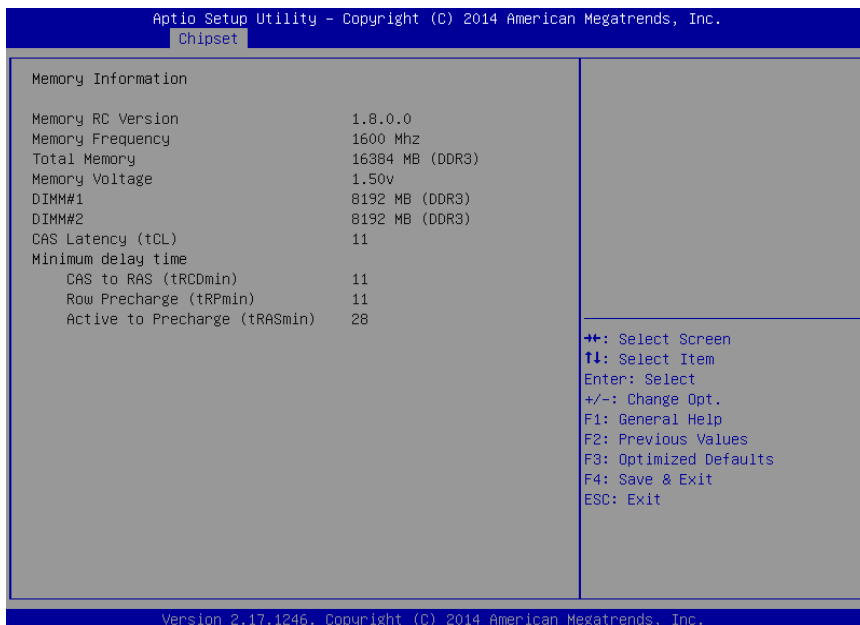 Aptio Setup Utility – Copyright (C) 2014 American Megatrends, Inc.
Chipset
Memory Information
Memory RC Version 1.8.0.0
Memory Frequency 1600 Mhz
Total Memory 16384 MB (DDR3)
Memory Voltage 1.50v
DIMM#1 8192 MB (DDR3)
DIMM#2 8192 MB (DDR3)
CAS Latency (tCL) 11
Minimum delay time
CAS to RAS (tRCDmin) 11
Row Precharge (tRPmin) 11
Active to Precharge (tRASmin) 28
→←: Select Screen
↑↓: Select Item
Enter: Select
+/-: Change Opt.
F1: General Help
F2: Previous Values
F3: Optimized Defaults
F4: Save & Exit
ESC: Exit
Version 2.17.1246. Copyright (C) 2014 American Megatrends, Inc.